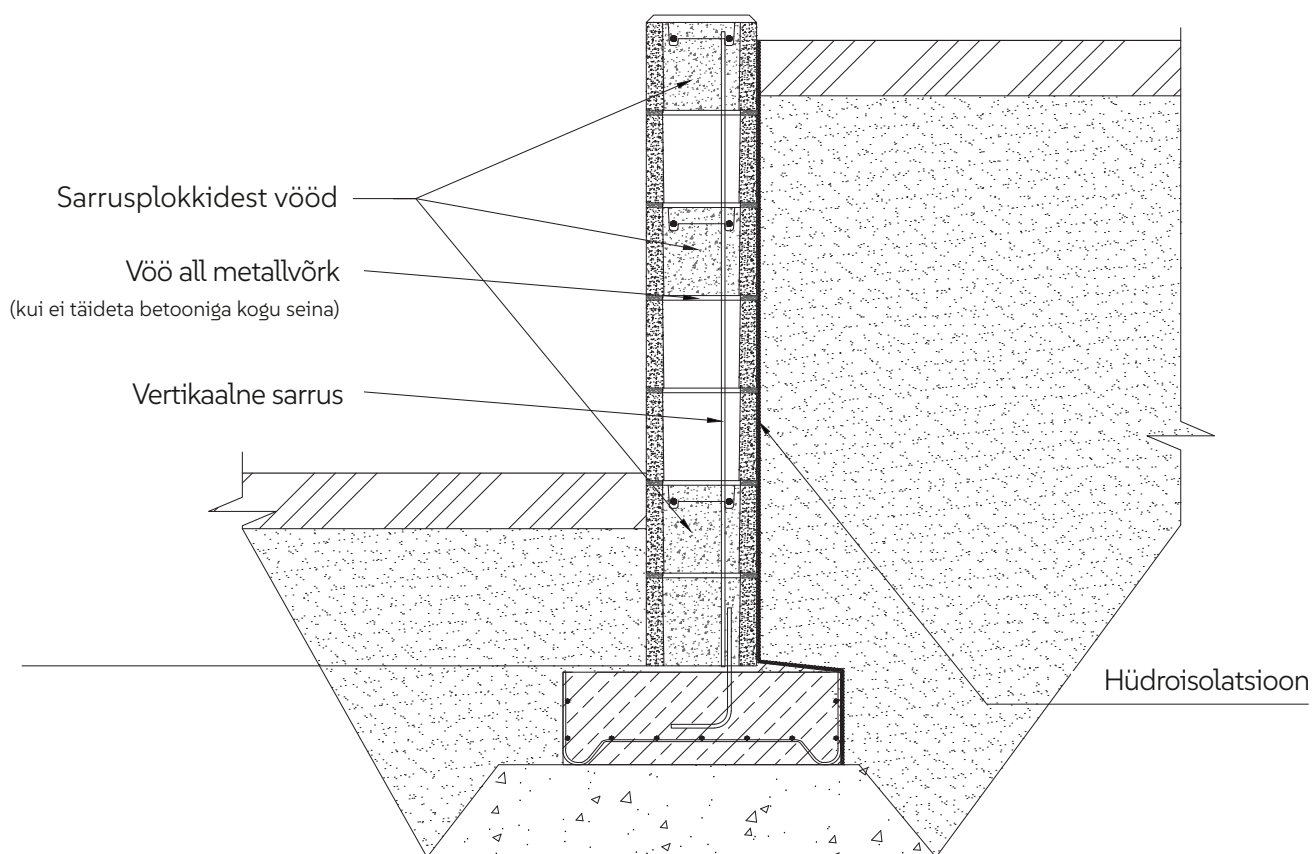 Sarrusplokkidest vööd
Vöö all metallvõrk
(kui ei täideta betooniga kogu seina)
Vertikaalne sarrus
Hüdroisolatsioon